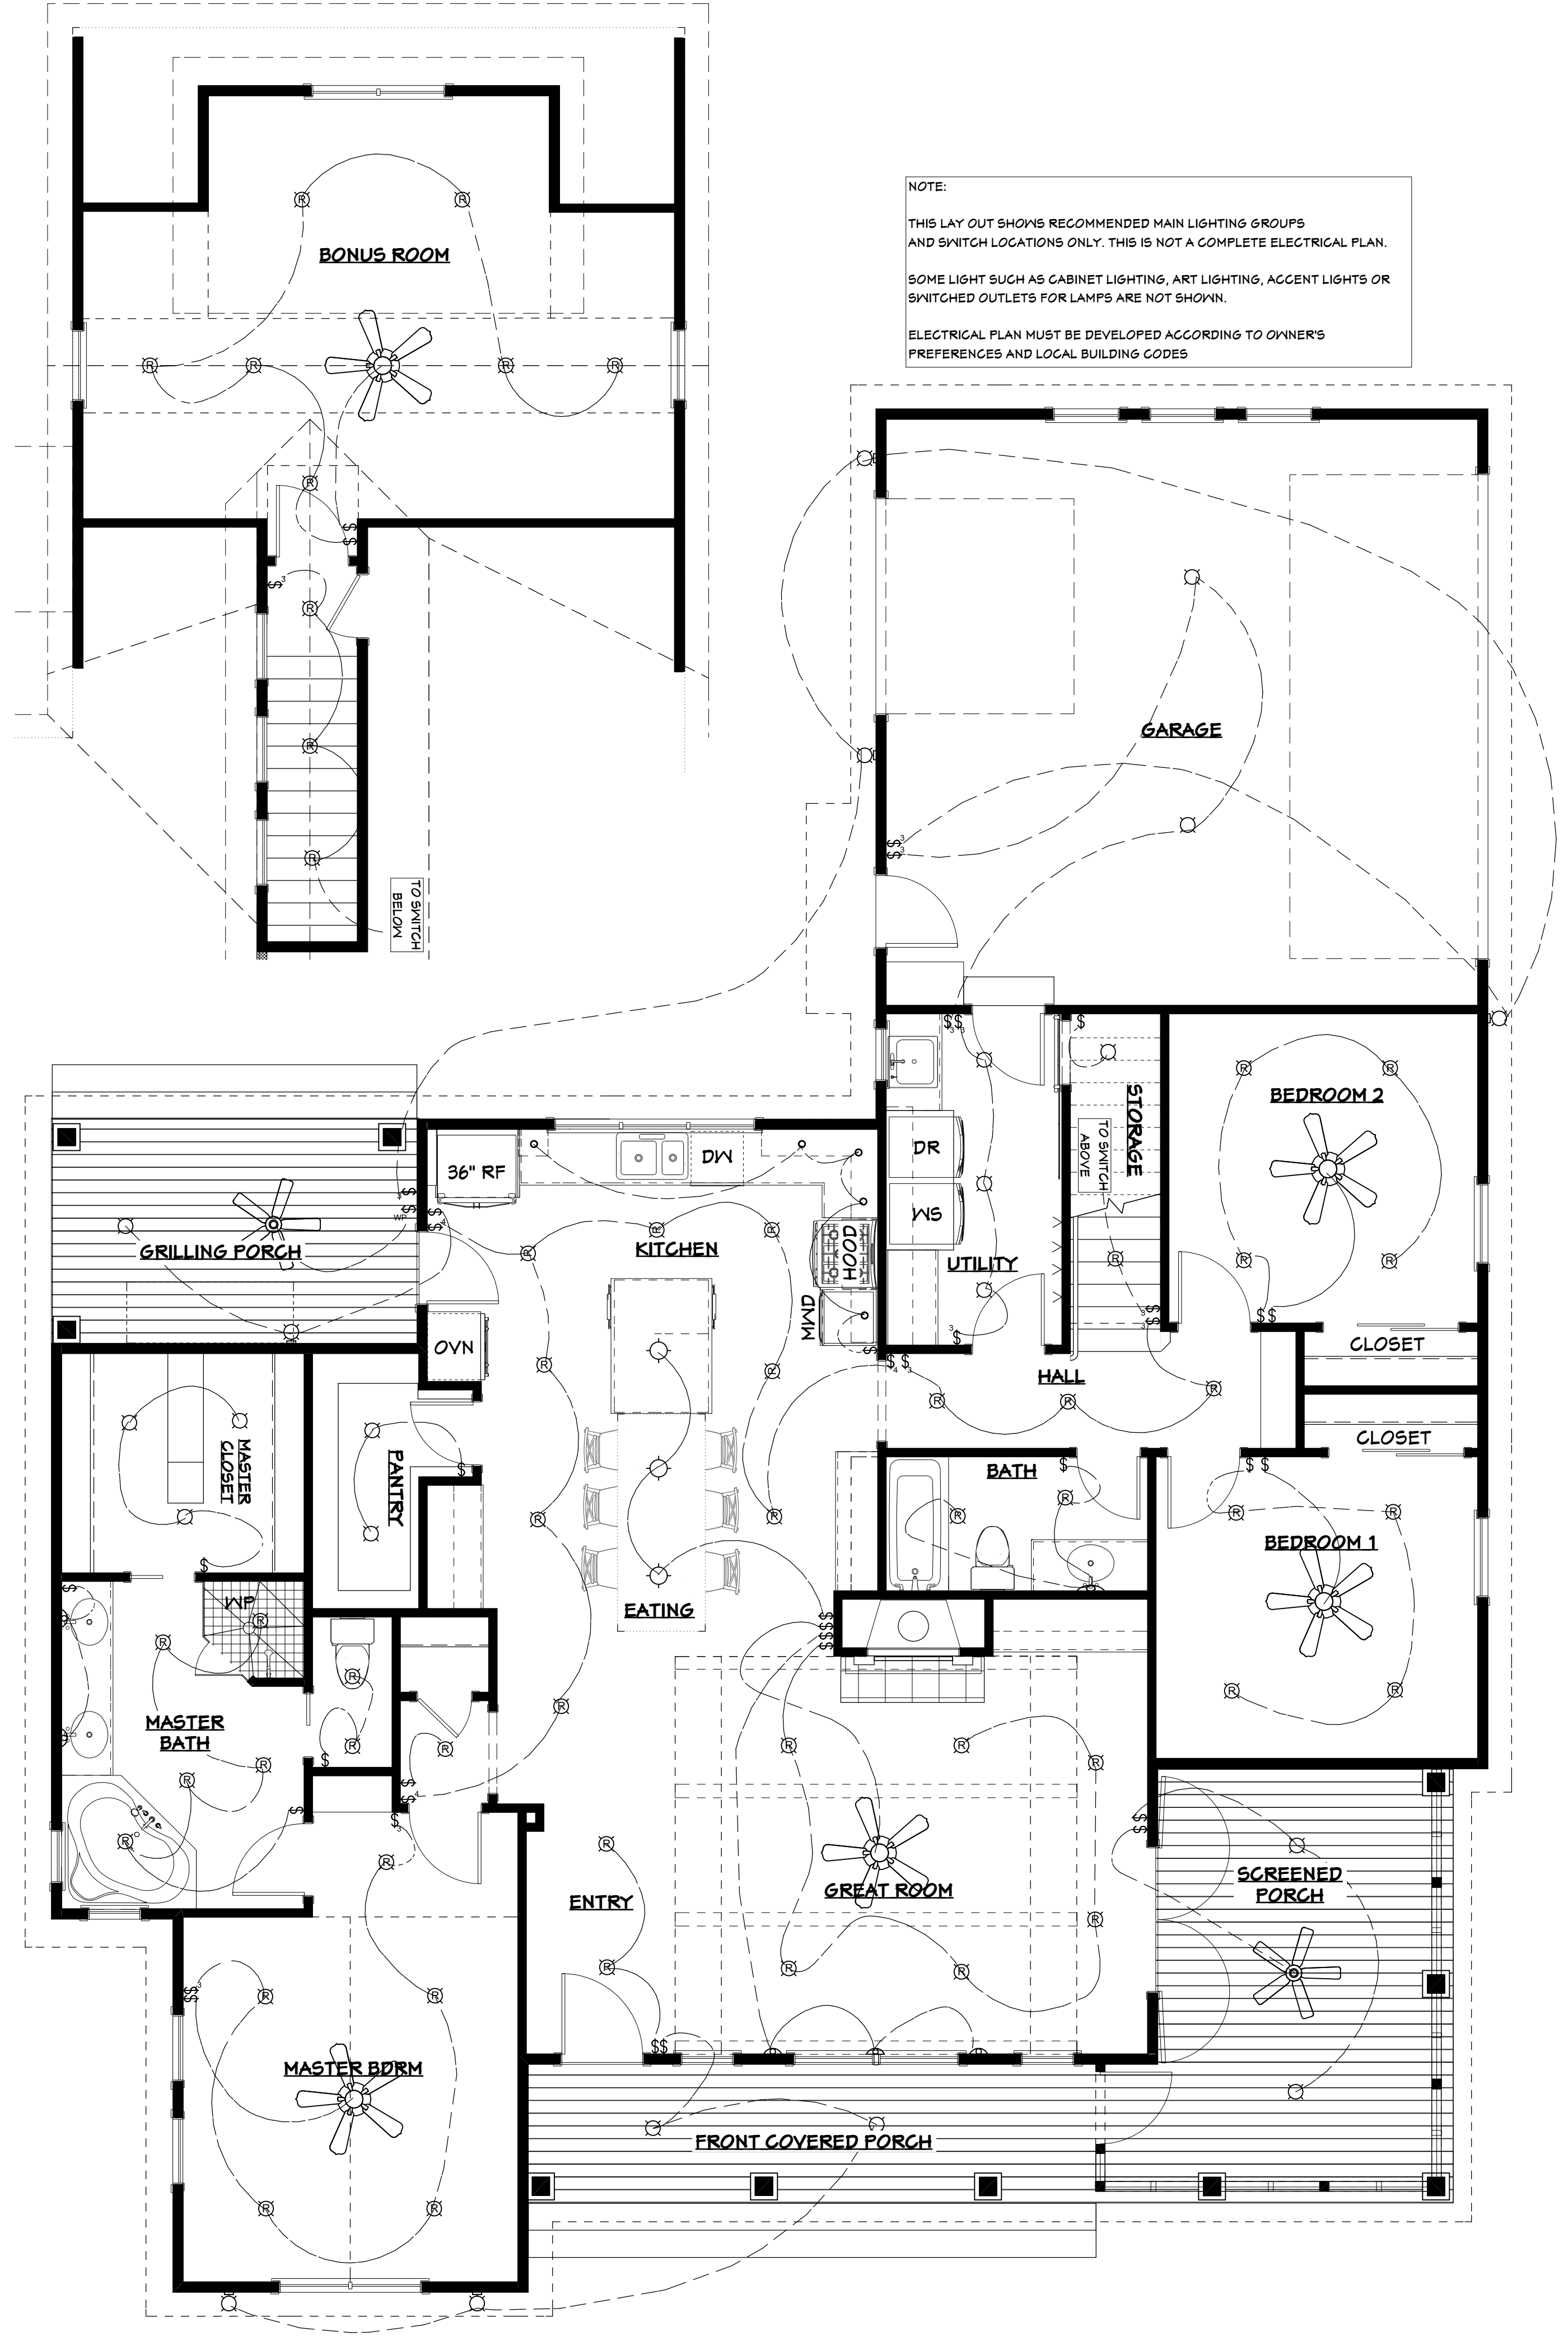 BONUS ROOM
NOTE:
THIS LAY OUT SHOWS RECOMMENDED MAIN LIGHTING GROUPS
AND SWITCH LOCATIONS ONLY. THIS IS NOT A COMPLETE ELECTRICAL PLAN.
SOME LIGHT SUCH AS CABINET LIGHTING, ART LIGHTING, ACCENT LIGHTS OR
SWITCHED OUTLETS FOR LAMPS ARE NOT SHOWN.
ELECTRICAL PLAN MUST BE DEVELOPED ACCORDING TO OWNER'S
PREFERENCES AND LOCAL BUILDING CODES
TO SWITCH
BELOW
GARAGE
BEDROOM 2
STORAGE
TO SWITCH
ABOVE
DR
WS
UTILITY
36" RF
DW
KITCHEN
HOOD
DWM
OVN
WP
GRILLING PORCH
CLOSET
HALL
CLOSET
BATH
BEDROOM 1
MASTER
CLOSET
PANTRY
EATING
WP
MASTER
BATH
GREAT ROOM
ENTRY
SCREENED
PORCH
MASTER BDRM
FRONT COVERED PORCH